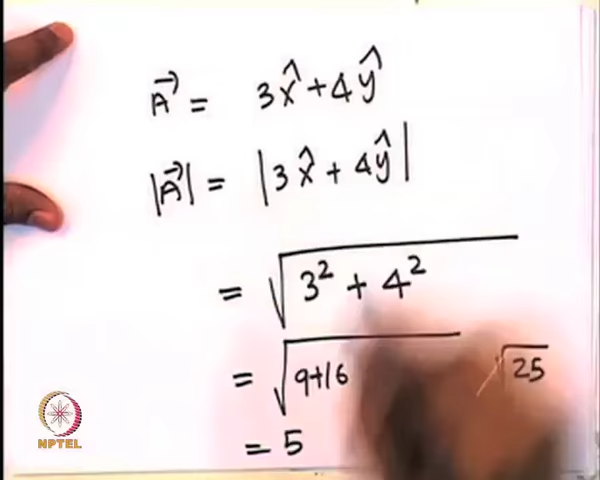 A⃗ = 3x̂ + 4ŷ
|A⃗| = |3x̂ + 4ŷ|
= √3² + 4²
= √9+16 √25
= 5
NPTEL